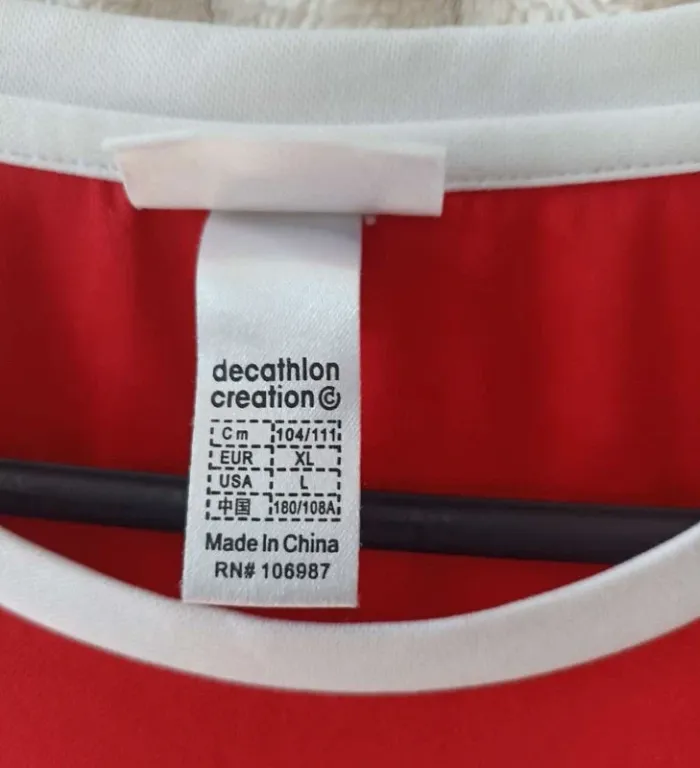 decathlon
creation
Cm 104/111
EUR XL
USA L
中国 180/108A
Made In China
RN# 106987